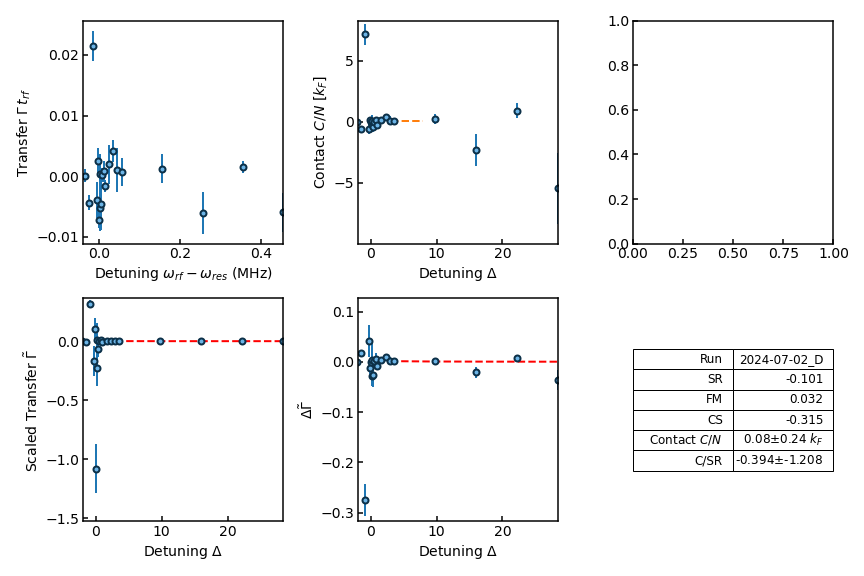 Transfer Γ t_rf
0.02
0.01
0.00
−0.01
0.0
0.2
0.4
Detuning ω_rf − ω_res (MHz)
Contact C/N [k_F]
5
0
−5
0
10
20
Detuning Δ
1.0
0.8
0.6
0.4
0.2
0.0
0.00
0.25
0.50
0.75
1.00
Scaled Transfer Γ̃
0.0
−0.5
−1.0
−1.5
0
10
20
Detuning Δ
ΔΓ̃
0.1
0.0
−0.1
−0.2
−0.3
0
10
20
Detuning Δ
Run 2024-07-02_D
SR -0.101
FM 0.032
CS -0.315
Contact C/N 0.08±0.24 k_F
C/SR -0.394±-1.208